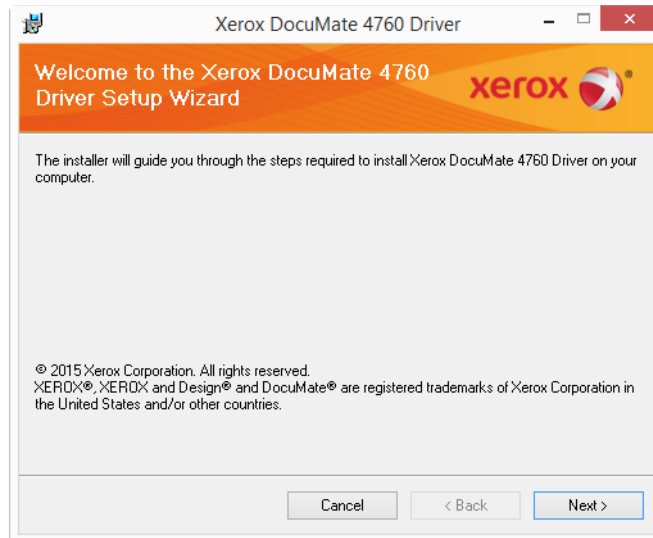 Xerox DocuMate 4760 Driver
Welcome to the Xerox DocuMate 4760
Driver Setup Wizard
xerox ®
The installer will guide you through the steps required to install Xerox DocuMate 4760 Driver on your
computer.
© 2015 Xerox Corporation. All rights reserved.
XEROX®, XEROX and Design® and DocuMate® are registered trademarks of Xerox Corporation in
the United States and/or other countries.
Cancel
< Back
Next >